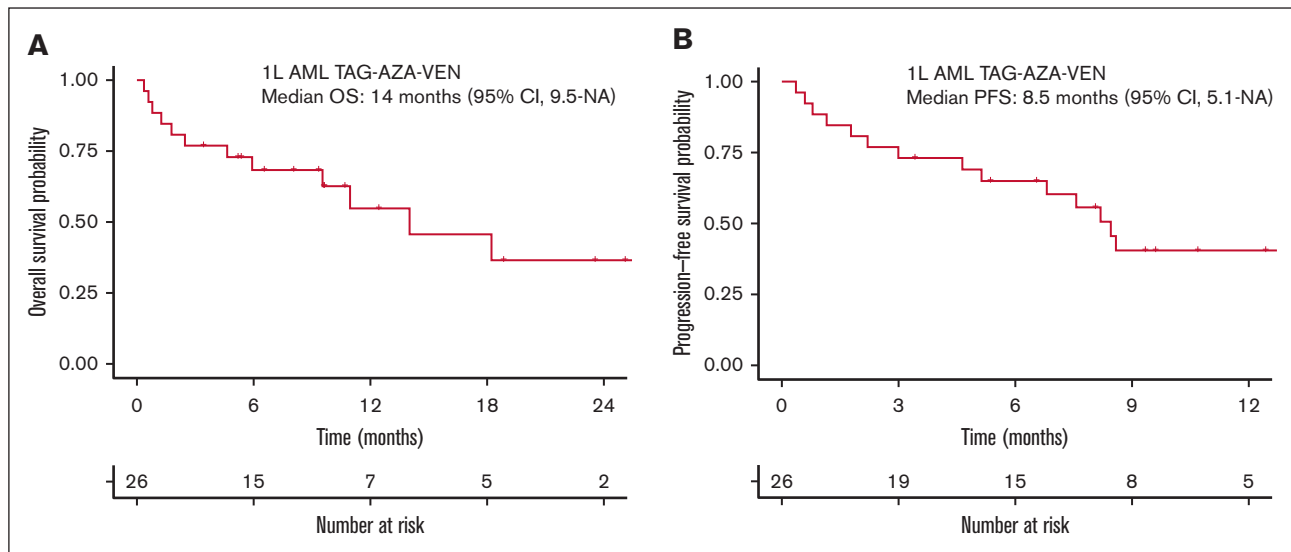 A
1L AML TAG-AZA-VEN
Median OS: 14 months (95% CI, 9.5-NA)
Overall survival probability
1.00
0.75
0.50
0.25
0.00
0 6 12 18 24
Time (months)
26 15 7 5 2
Number at risk
B
1L AML TAG-AZA-VEN
Median PFS: 8.5 months (95% CI, 5.1-NA)
Progression–free survival probability
1.00
0.75
0.50
0.25
0.00
0 3 6 9 12
Time (months)
26 19 15 8 5
Number at risk